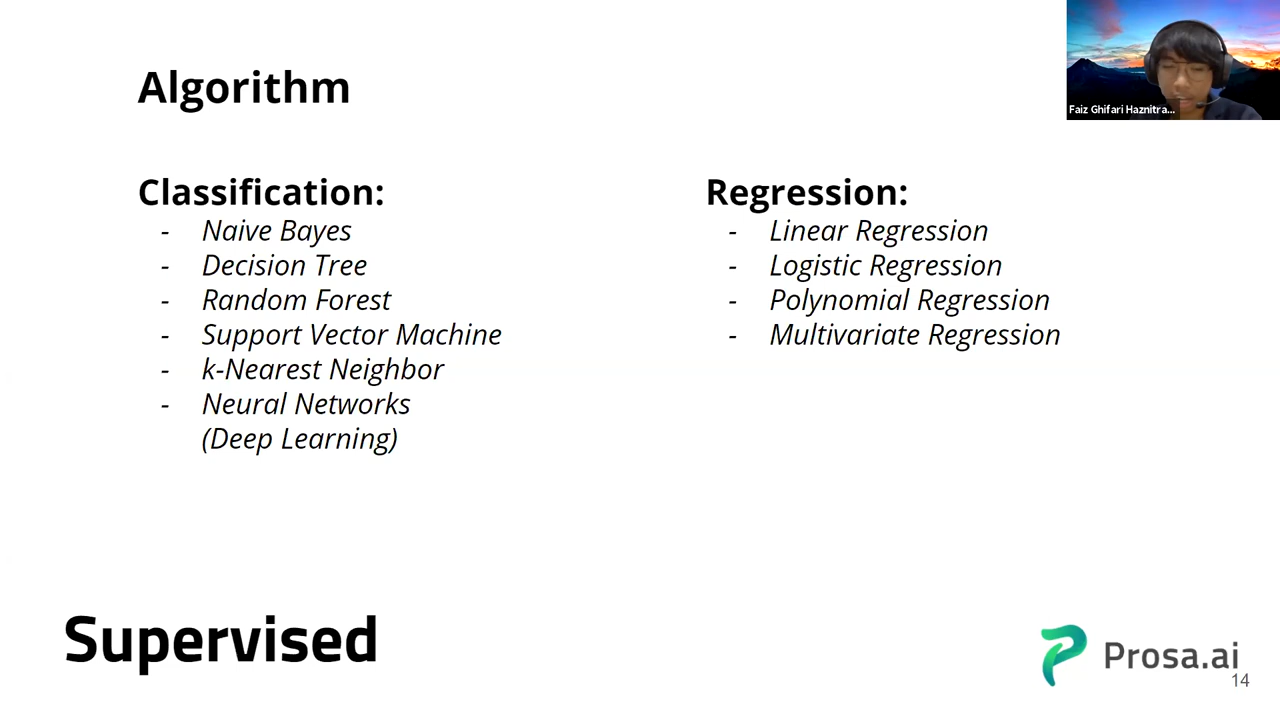 Algorithm
Faiz Ghifari Haznitra...
Classification:
- Naive Bayes
- Decision Tree
- Random Forest
- Support Vector Machine
- k-Nearest Neighbor
- Neural Networks
(Deep Learning)
Regression:
- Linear Regression
- Logistic Regression
- Polynomial Regression
- Multivariate Regression
Supervised
Prosa.ai
14